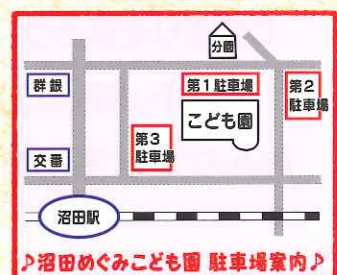 分園
群銀
第1駐車場
第2
駐車場
こども園
第3
駐車場
交番
沼田駅
♪沼田めぐみこども園 駐車場案内♪